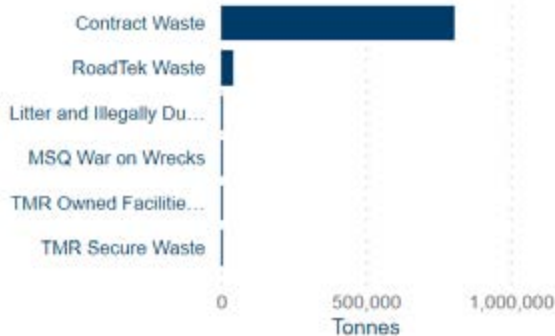 Contract Waste
RoadTek Waste
Litter and Illegally Du...
MSQ War on Wrecks
TMR Owned Facilitie...
TMR Secure Waste
0 500,000 1,000,000
Tonnes